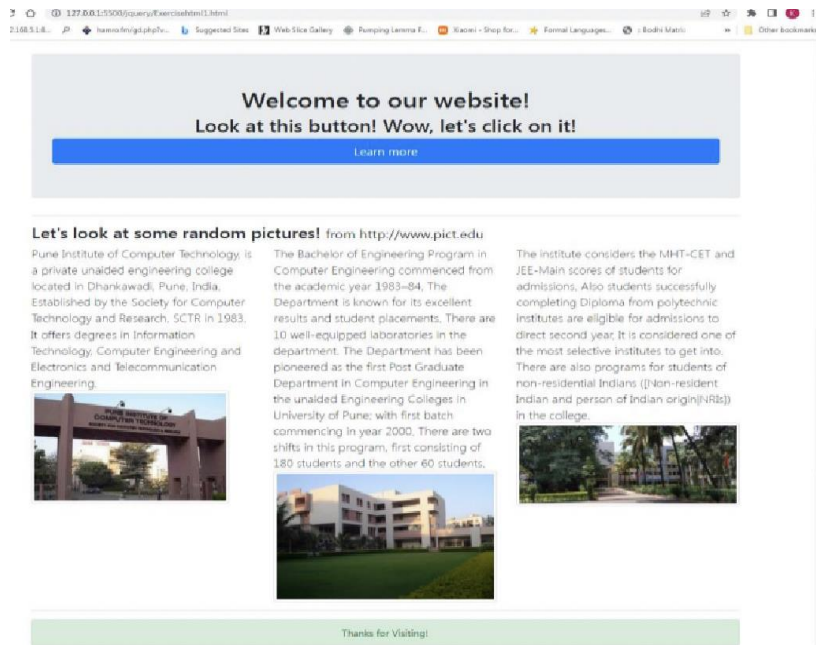 127.0.0.1:5500/jquery/Exercisehtml1.html
Suggested Sites Web Slice Gallery Pumping Lemma F... Xiaomi - Shop for... Formal Languages... : Bodhi Matrix » Other bookmarks
Welcome to our website!
Look at this button! Wow, let's click on it!
Learn more
Let's look at some random pictures! from http://www.pict.edu
Pune Institute of Computer Technology, is
a private unaided engineering college
located in Dhankawadi, Pune, India.
Established by the Society for Computer
Technology and Research, SCTR in 1983.
It offers degrees in Information
Technology, Computer Engineering and
Electronics and Telecommunication
Engineering.
PUNE INSTITUTE OF
COMPUTER TECHNOLOGY
The Bachelor of Engineering Program in
Computer Engineering commenced from
the academic year 1983–84, The
Department is known for its excellent
results and student placements, There are
10 well-equipped laboratories in the
department. The Department has been
pioneered as the first Post Graduate
Department in Computer Engineering in
the unaided Engineering Colleges in
University of Pune; with first batch
commencing in year 2000, There are two
shifts in this program, first consisting of
180 students and the other 60 students,
The institute considers the MHT-CET and
JEE-Main scores of students for
admissions, Also students successfully
completing Diploma from polytechnic
institutes are eligible for admissions to
direct second year, It is considered one of
the most selective institutes to get into,
There are also programs for students of
non-residential Indians ([Non-resident
Indian and person of Indian origin|NRIs])
in the college.
Thanks for Visiting!